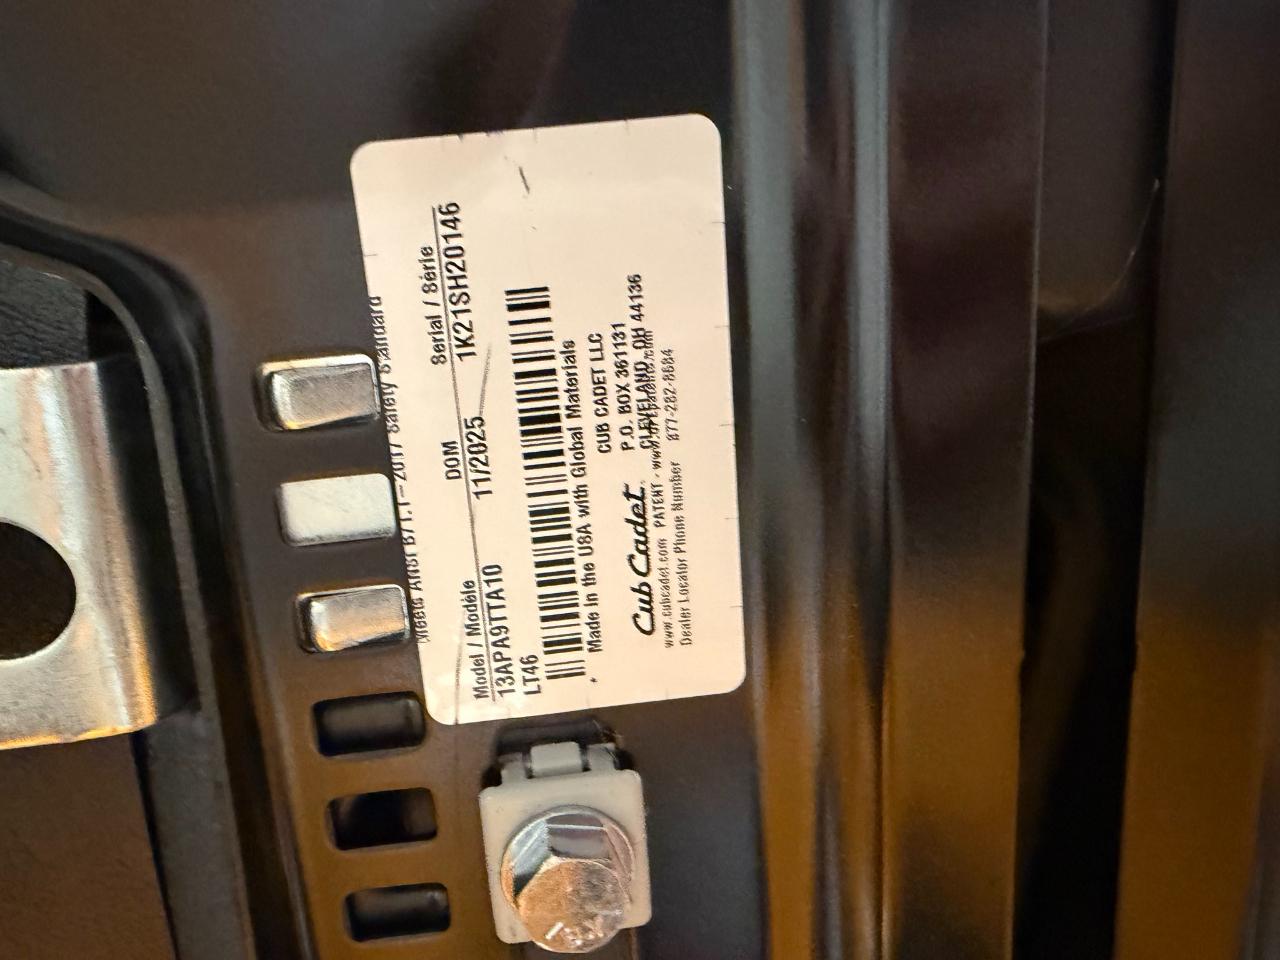 Meets ANSI B71.1-2017 Safety Standard
Model / Modèle DOM Serial / Série
13APA9TTA10 11/2025 1K21SH20146
LT46
* Made in the USA with Global Materials
CUB CADET LLC
P.O. BOX 361131
CLEVELAND, OH 44136
Cub Cadet
www.cubcadet.com PATENT -
Dealer Locator Phone Number 877-282-8684